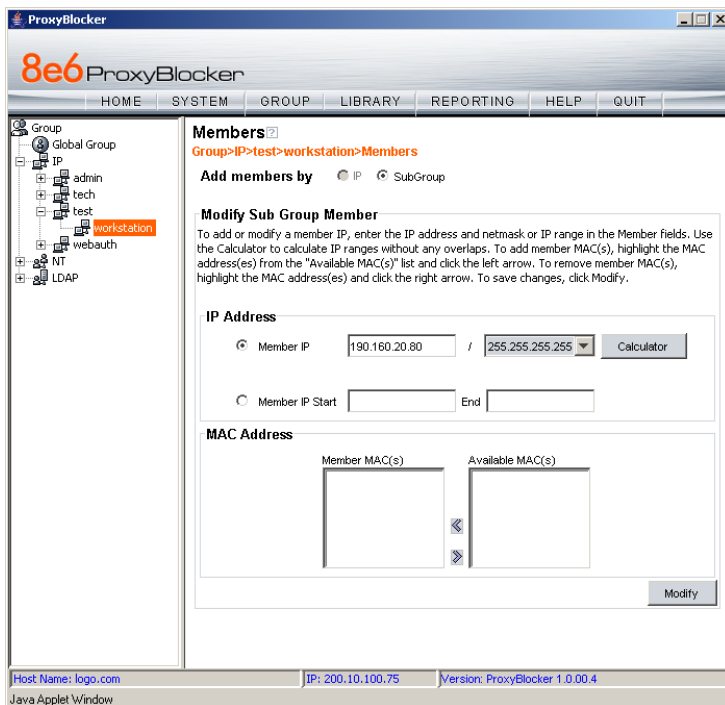 ProxyBlocker
8e6 ProxyBlocker
HOME SYSTEM GROUP LIBRARY REPORTING HELP QUIT
Group
Global Group
IP
admin
tech
test
workstation
webauth
NT
LDAP
Members ?
Group>IP>test>workstation>Members
Add members by IP SubGroup
Modify Sub Group Member
To add or modify a member IP, enter the IP address and netmask or IP range in the Member fields. Use
the Calculator to calculate IP ranges without any overlaps. To add member MAC(s), highlight the MAC
address(es) from the "Available MAC(s)" list and click the left arrow. To remove member MAC(s),
highlight the MAC address(es) and click the right arrow. To save changes, click Modify.
IP Address
Member IP 190.160.20.80 / 255.255.255.255 Calculator
Member IP Start End
MAC Address
Member MAC(s) Available MAC(s)
Modify
Host Name: logo.com IP: 200.10.100.75 Version: ProxyBlocker 1.0.00.4
Java Applet Window